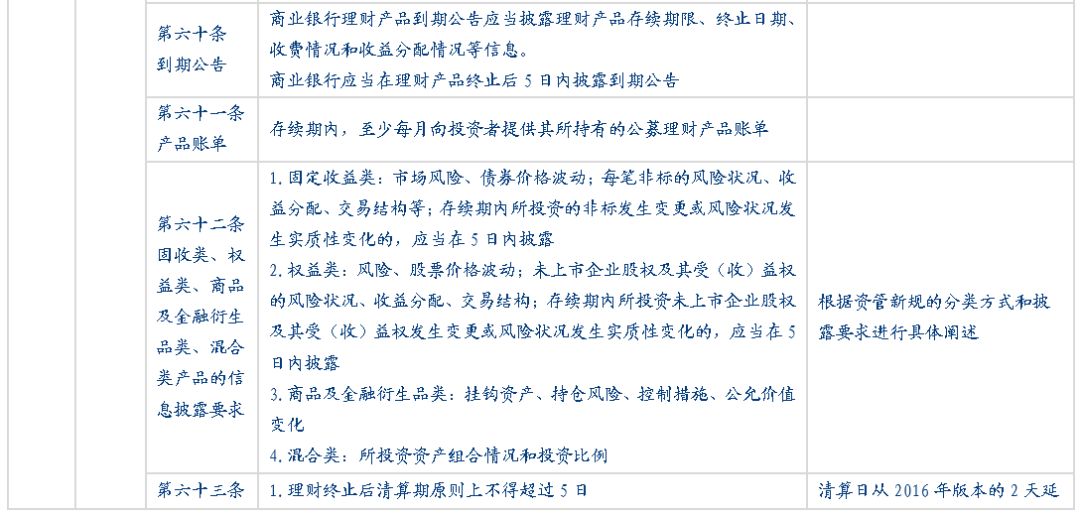 第六十条
到期公告
商业银行理财产品到期公告应当披露理财产品存续期限、终止日期、
收费情况和收益分配情况等信息。
商业银行应当在理财产品终止后 5 日内披露到期公告
第六十一条
产品账单
存续期内，至少每月向投资者提供其所持有的公募理财产品账单
第六十二条
固收类、权
益类、商品
及金融衍生
品类、混合
类产品的信
息披露要求
1. 固定收益类：市场风险、债券价格波动；每笔非标的风险状况、收
益分配、交易结构等；存续期内所投资的非标发生变更或风险状况发
生实质性变化的，应当在 5 日内披露
2. 权益类：风险、股票价格波动；未上市企业股权及其受（收）益权
的风险状况、收益分配、交易结构；存续期内所投资未上市企业股权
及其受（收）益权发生变更或风险状况发生实质性变化的，应当在 5
日内披露
3. 商品及金融衍生品类：挂钩资产、持仓风险、控制措施、公允价值
变化
4. 混合类：所投资资产组合情况和投资比例
根据资管新规的分类方式和披
露要求进行具体阐述
第六十三条
1. 理财终止后清算期原则上不得超过 5 日
清算日从 2016 年版本的 2 天延